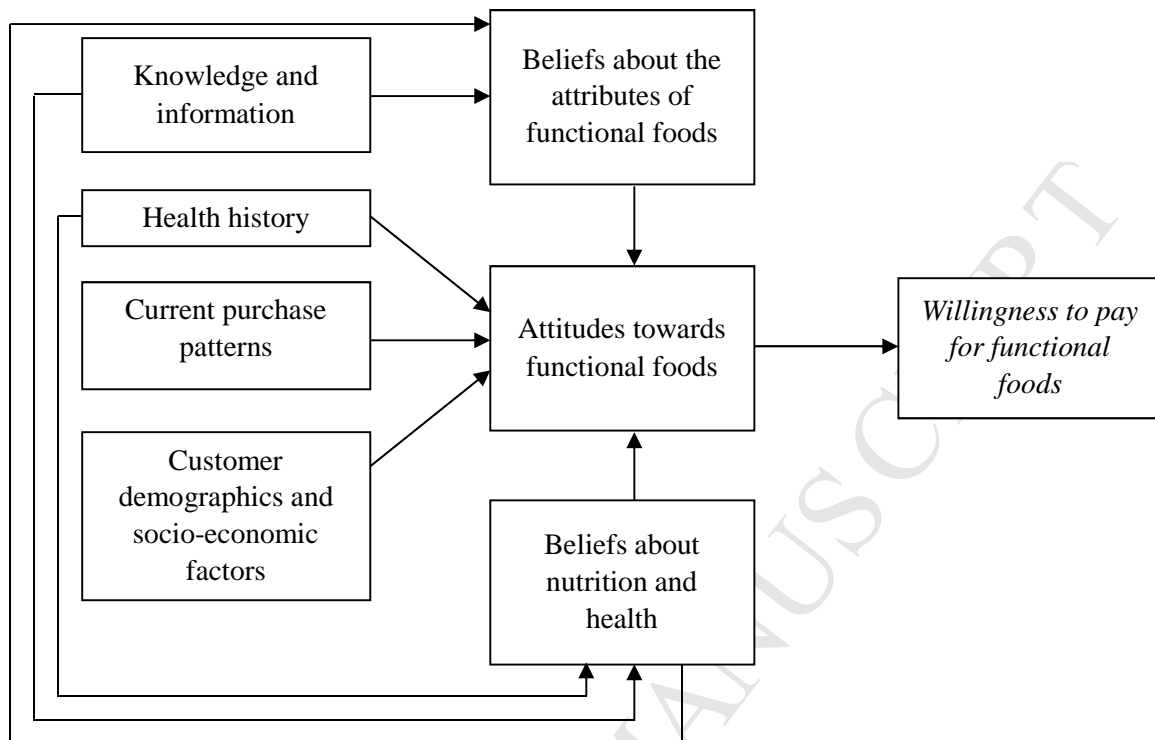 Knowledge and
information
Beliefs about the
attributes of
functional foods
Health history
Current purchase
patterns
Attitudes towards
functional foods
Willingness to pay
for functional
foods
Customer
demographics and
socio-economic
factors
Beliefs about
nutrition and
health
MANUSCRIPT